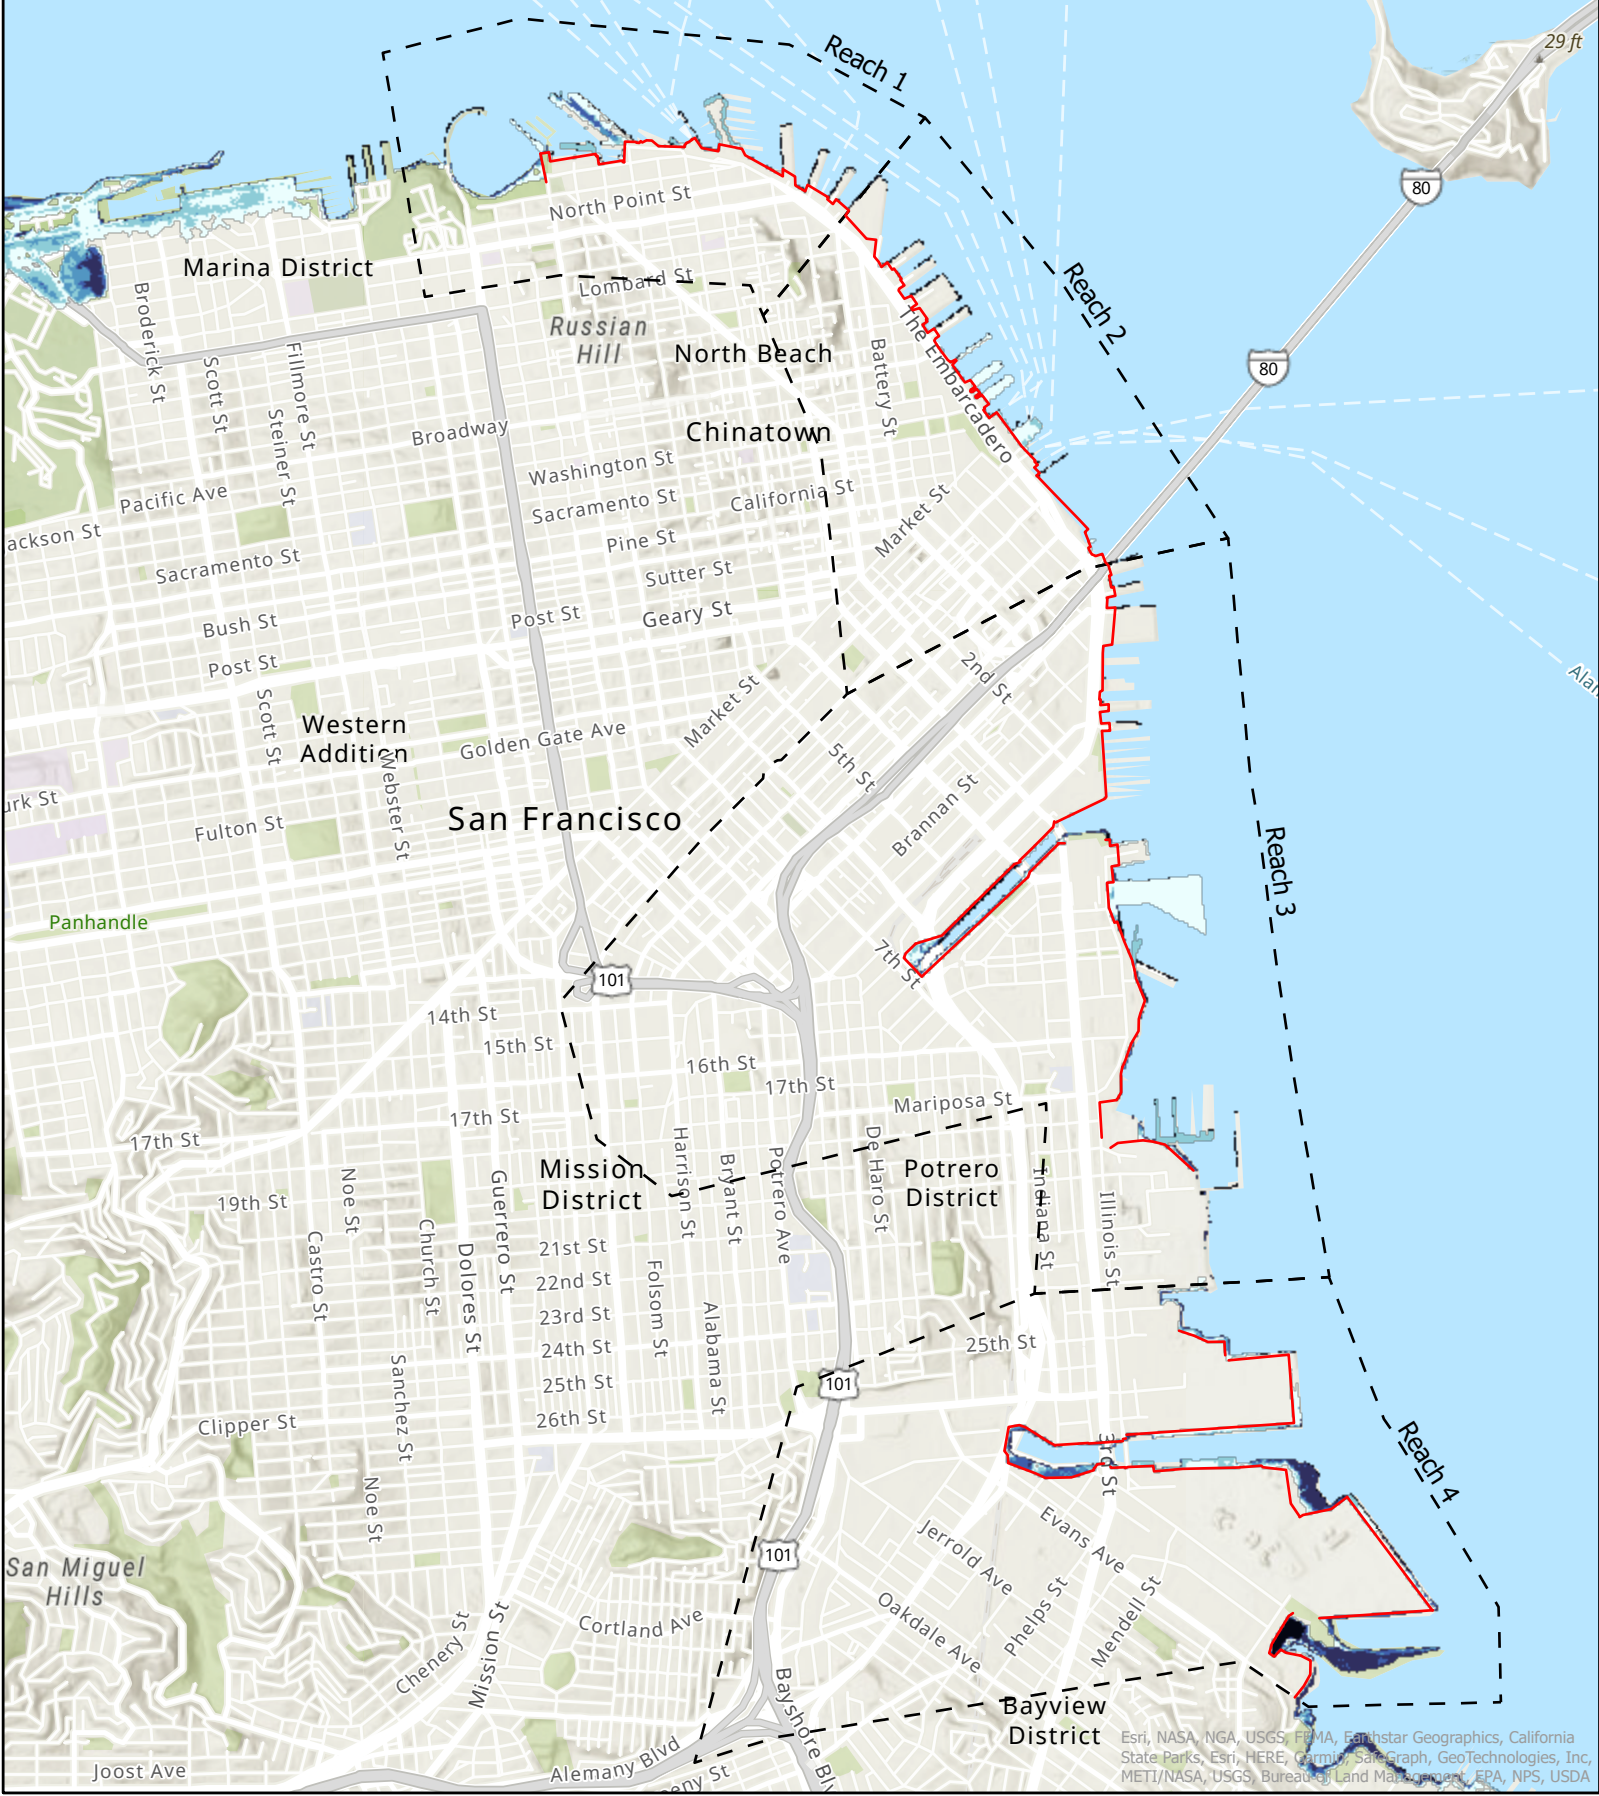 29 ft
Reach 1
80
North Point St
Marina District
Lombard St
Reach 2
Broderick St
Russian
Hill
The Embarcadero
North Beach
Battery St
80
Scott St
Fillmore St
Steiner St
Broadway
Chinatown
Washington St
Pacific Ave
Sacramento St
California St
Market St
ackson St
Pine St
Sacramento St
Sutter St
Bush St
Post St
Geary St
Post St
2nd St
Alan
Scott St
Western
Addition
Market St
Golden Gate Ave
5th St
Webster St
urk St
Fulton St
San Francisco
Brannan St
Reach 3
Panhandle
7th St
101
14th St
15th St
16th St
17th St
Mariposa St
17th St
17th St
Mission
District
Harrison St
Bryant St
Potrero Ave
De Haro St
Potrero
District
Indiana St
Illinois St
19th St
Noe St
Guerrero St
Castro St
Church St
Dolores St
21st St
22nd St
23rd St
24th St
25th St
26th St
Folsom St
Alabama St
25th St
101
Sanchez St
Clipper St
3rd St
Reach 4
Noe St
Evans Ave
Jerrold Ave
101
San Miguel
Hills
Phelps St
Mendell St
Oakdale Ave
Cortland Ave
Chenery St
Mission St
Bayshore Blv
Bayview
District
Joost Ave
Alemany Blvd
eny St
Esri, NASA, NGA, USGS, FEMA, Earthstar Geographics, California
State Parks, Esri, HERE, Garmin, SafeGraph, GeoTechnologies, Inc,
METI/NASA, USGS, Bureau of Land Management, EPA, NPS, USDA